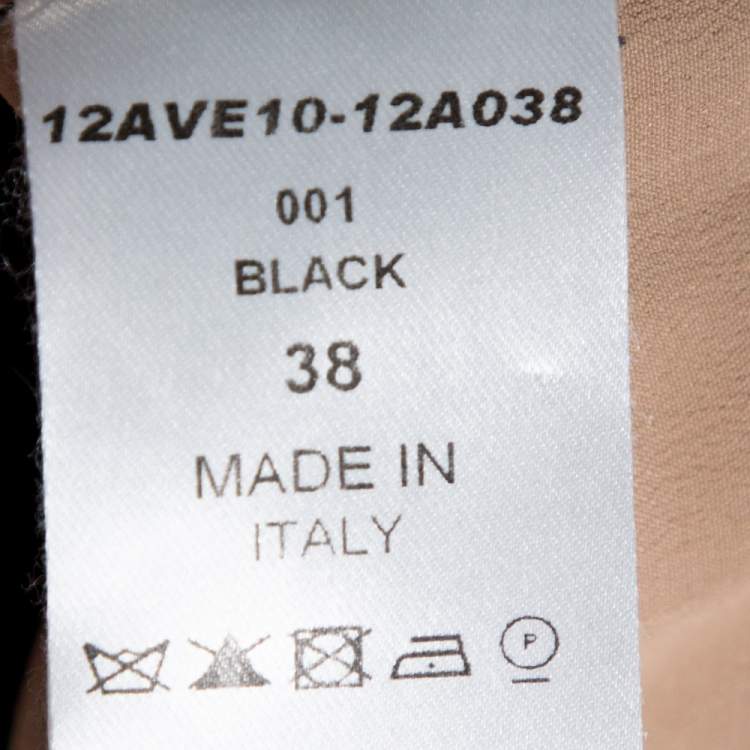 12AVE10-12A038
001
BLACK
38
MADE IN
ITALY
P